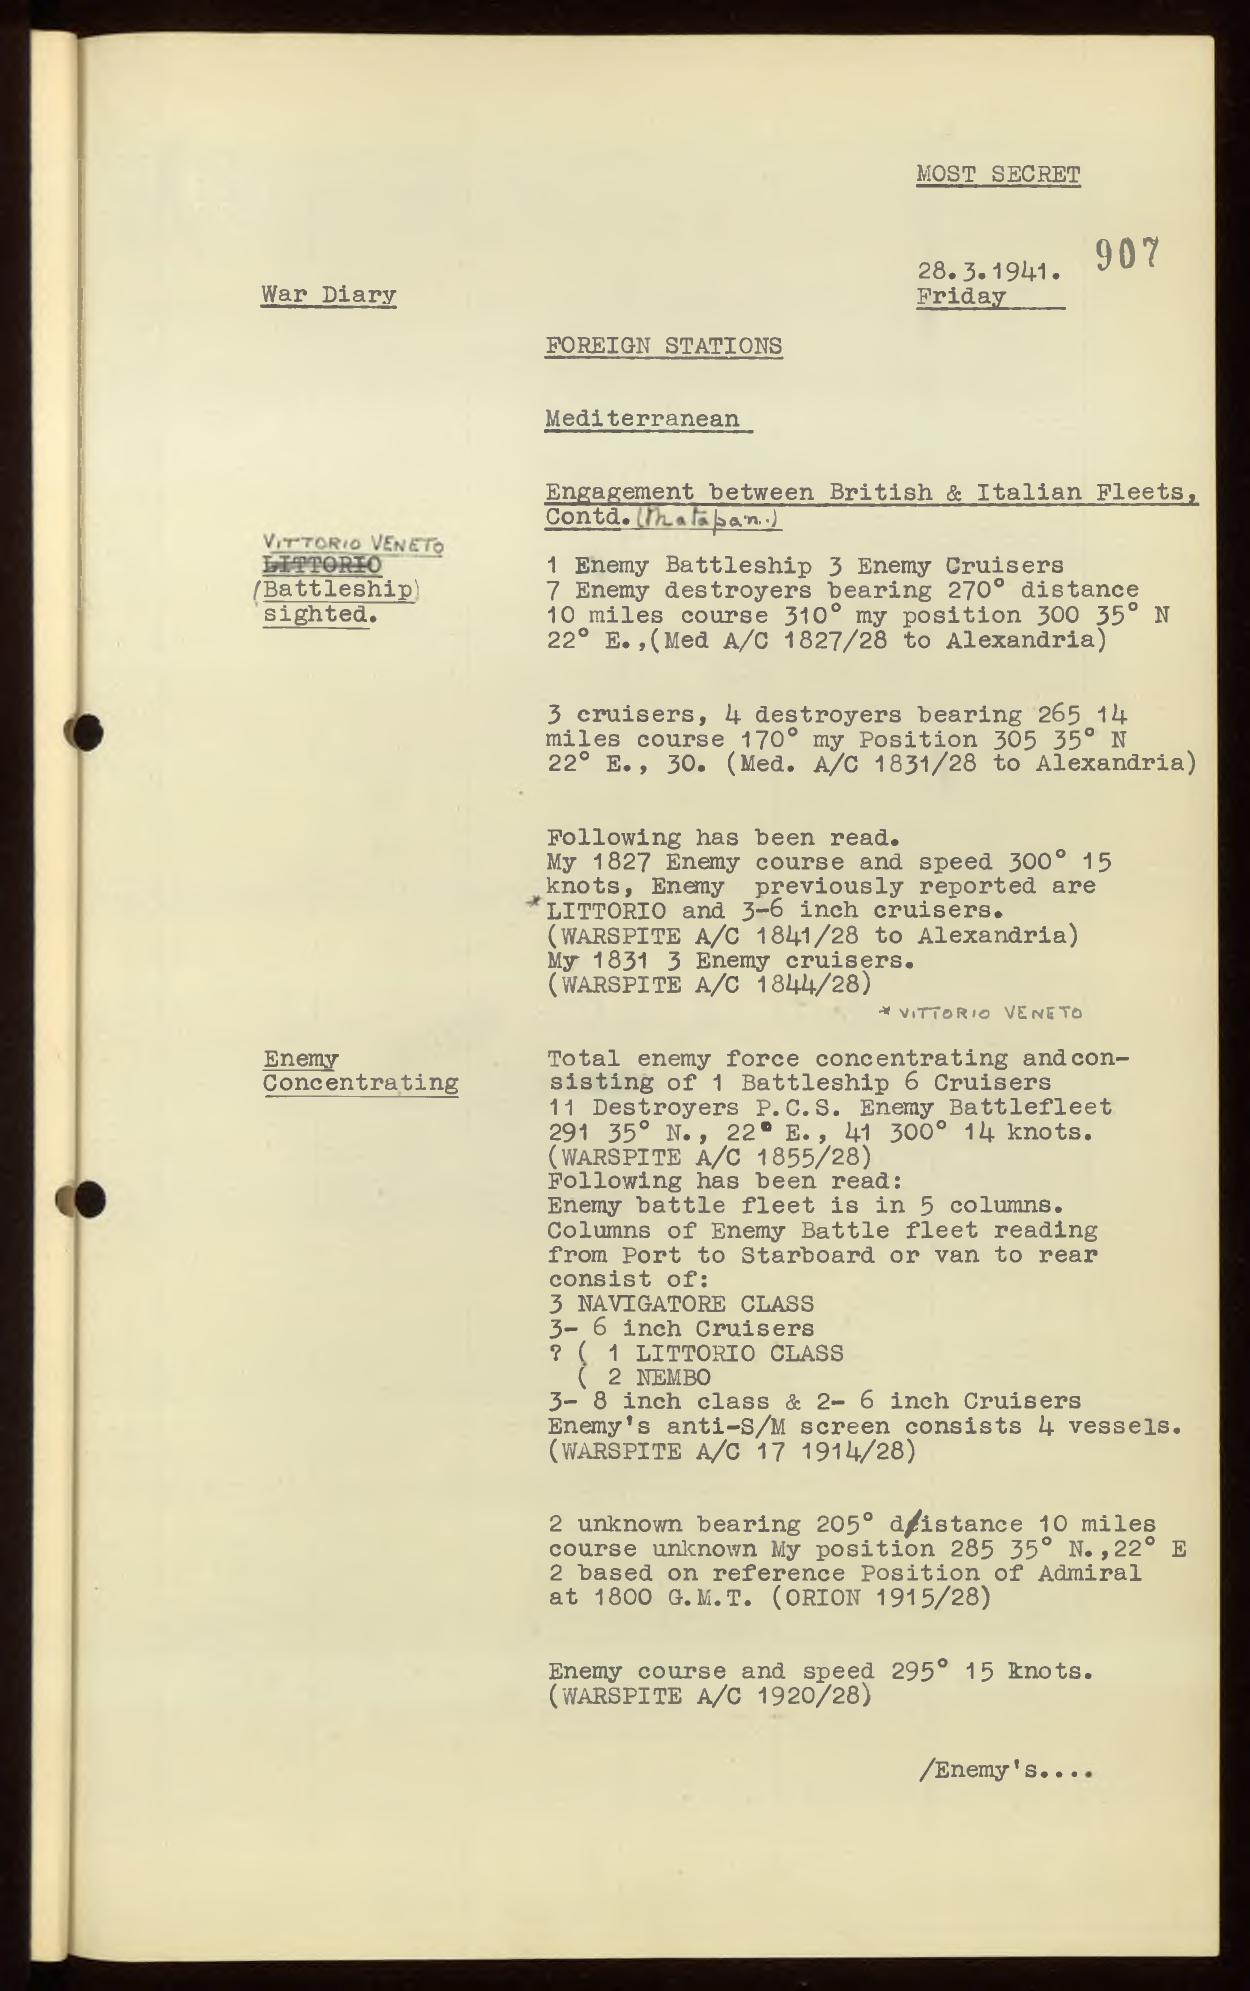 MOST SECRET
907
28.3.1941.
War Diary
Friday
FOREIGN STATIONS
Mediterranean
Engagement between British & Italian Fleets,
Contd. (Matapan.)
VITTORIO VENETO
LITTORIO
(Battleship)
sighted.
1 Enemy Battleship 3 Enemy Cruisers
7 Enemy destroyers bearing 270° distance
10 miles course 310° my position 300 35° N
22° E.,(Med A/C 1827/28 to Alexandria)
3 cruisers, 4 destroyers bearing 265 14
miles course 170° my Position 305 35° N
22° E., 30. (Med. A/C 1831/28 to Alexandria)
Following has been read.
My 1827 Enemy course and speed 300° 15
knots, Enemy previously reported are
*LITTORIO and 3-6 inch cruisers.
(WARSPITE A/C 1841/28 to Alexandria)
My 1831 3 Enemy cruisers.
(WARSPITE A/C 1844/28)
* VITTORIO VENETO
Enemy
Concentrating
Total enemy force concentrating and con-
sisting of 1 Battleship 6 Cruisers
11 Destroyers P.C.S. Enemy Battlefleet
291 35° N., 22° E., 41 300° 14 knots.
(WARSPITE A/C 1855/28)
Following has been read:
Enemy battle fleet is in 5 columns.
Columns of Enemy Battle fleet reading
from Port to Starboard or van to rear
consist of:
3 NAVIGATORE CLASS
3- 6 inch Cruisers
? ( 1 LITTORIO CLASS
( 2 NEMBO
3- 8 inch class & 2- 6 inch Cruisers
Enemy's anti-S/M screen consists 4 vessels.
(WARSPITE A/C 17 1914/28)
2 unknown bearing 205° distance 10 miles
course unknown My position 285 35° N.,22° E
2 based on reference Position of Admiral
at 1800 G.M.T. (ORION 1915/28)
Enemy course and speed 295° 15 knots.
(WARSPITE A/C 1920/28)
/Enemy's....